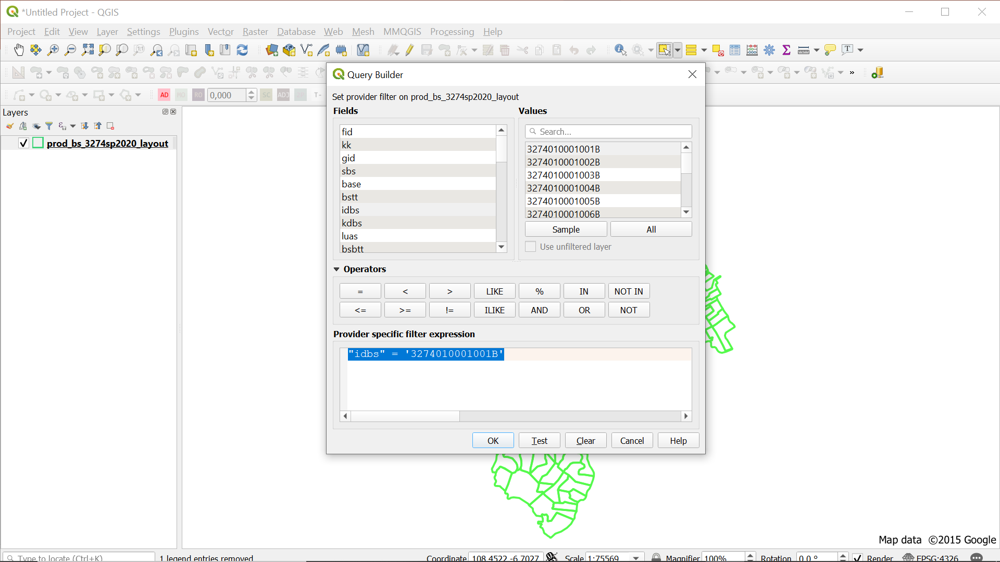 *Untitled Project - QGIS
Project Edit View Layer Settings Plugins Vector Raster Database Web Mesh MMQGIS Processing Help
AD MO RO 0,000 SC ADJ T-
Layers
prod_bs_3274sp2020_layout
Query Builder
Set provider filter on prod_bs_3274sp2020_layout
Fields
fid
kk
gid
sbs
base
bstt
idbs
kdbs
luas
bsbtt
Values
Search...
3274010001001B
3274010001002B
3274010001003B
3274010001004B
3274010001005B
3274010001006B
Sample All
Use unfiltered layer
Operators
= < > LIKE % IN NOT IN
<= >= != ILIKE AND OR NOT
Provider specific filter expression
"idbs" = '3274010001001B'
OK Test Clear Cancel Help
Map data ©2015 Google
Type to locate (Ctrl+K) 1 legend entries removed Coordinate 108.4522,-6.7027 Scale 1:75569 Magnifier 100% Rotation 0,0 ° Render EPSG:4326